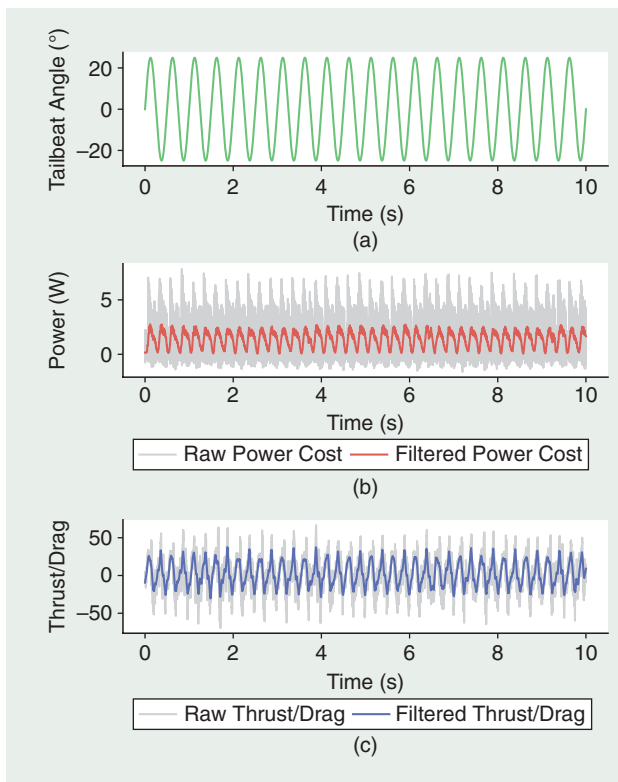 Tailbeat Angle (°)
20
0
−20
0 2 4 6 8 10
Time (s)
(a)
Power (W)
5
0
0 2 4 6 8 10
Time (s)
Raw Power Cost Filtered Power Cost
(b)
Thrust/Drag
50
0
−50
0 2 4 6 8 10
Time (s)
Raw Thrust/Drag Filtered Thrust/Drag
(c)